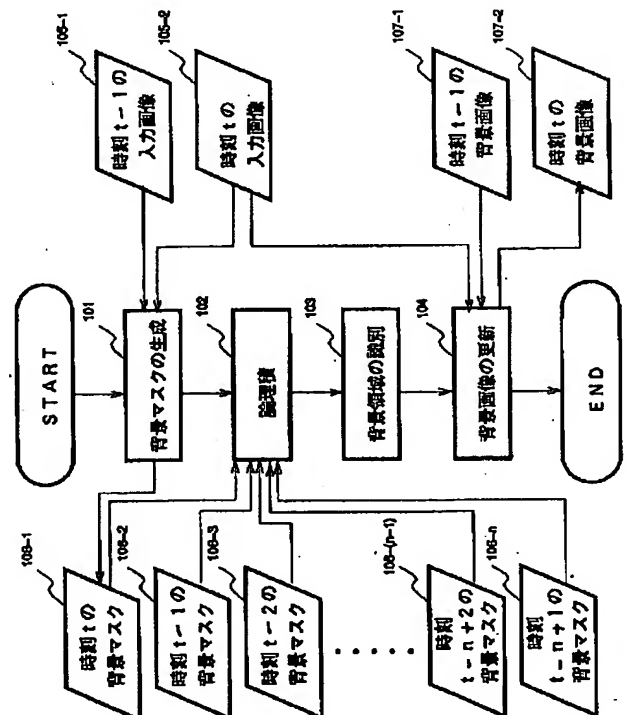 START
101
背景マスクの生成
102
論理積
103
背景領域の識別
104
背景画像の更新
END
105-1
時刻t-1の
入力画像
105-2
時刻tの
入力画像
107-1
時刻t-1の
背景画像
107-2
時刻tの
背景画像
106-1
時刻tの
背景マスク
106-2
時刻t-1の
背景マスク
106-3
時刻t-2の
背景マスク
・・・・・
106-(n-1)
時刻
t-n+2の
背景マスク
106-n
時刻
t-n+1の
背景マスク